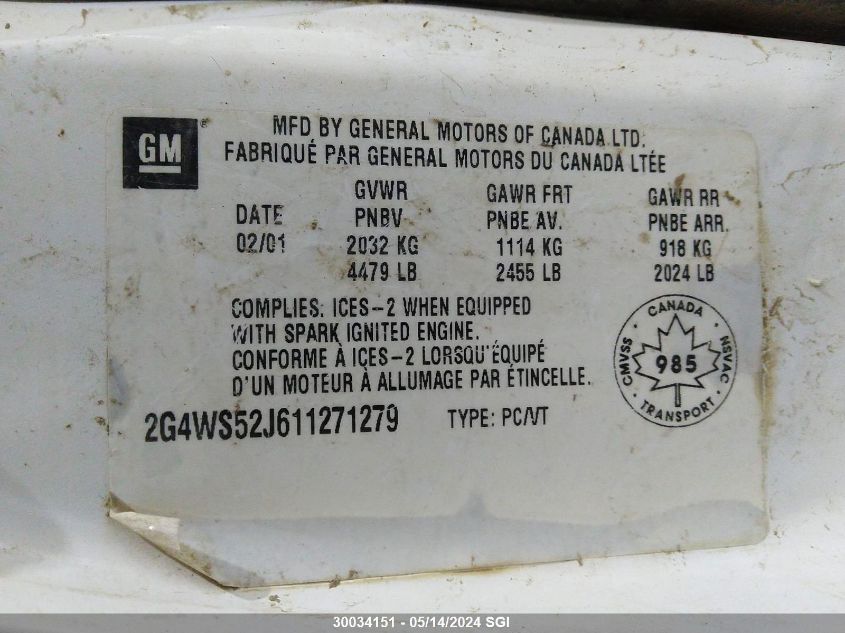 GM
MFD BY GENERAL MOTORS OF CANADA LTD.
FABRIQUÉ PAR GENERAL MOTORS DU CANADA LTÉE
GVWR GAWR FRT GAWR RR
DATE PNBV PNBE AV. PNBE ARR.
02/01 2032 KG 1114 KG 918 KG
4479 LB 2455 LB 2024 LB
COMPLIES: ICES-2 WHEN EQUIPPED
WITH SPARK IGNITED ENGINE.
CONFORME À ICES-2 LORSQU'ÉQUIPÉ
D'UN MOTEUR À ALLUMAGE PAR ÉTINCELLE.
CANADA
CMVSS 985 NSVAC
TRANSPORT
2G4WS52J611271279 TYPE: PC/VT
30034151 - 05/14/2024 SGI